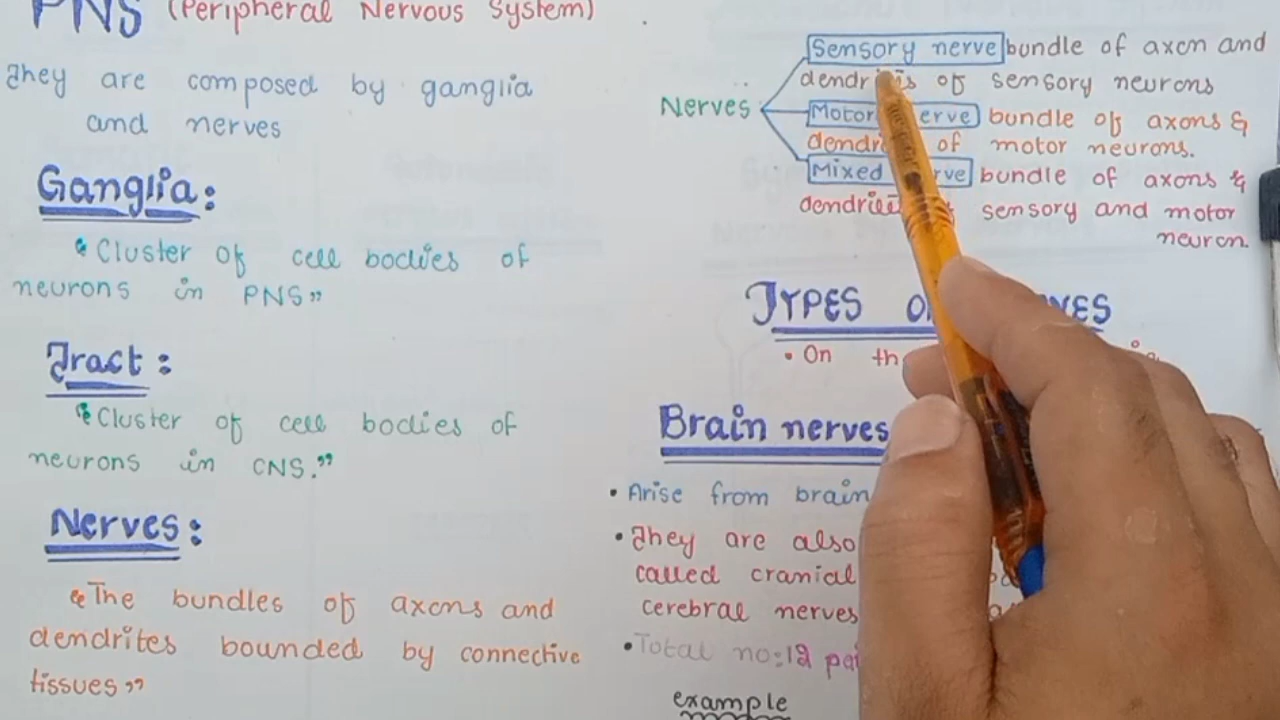 PNS (Peripheral Nervous System)
They are composed by ganglia
and nerves
Ganglia:
“Cluster of cell bodies of
neurons in PNS”
Tract:
“Cluster of cell bodies of
neurons in CNS.”
Nerves:
“The bundles of axons and
dendrites bounded by connective
tissues”
Nerves
Sensory nerve bundle of axon and
of sensory neurons
Motor bundle of axons &
of motor neurons.
Mixed bundle of axons &
sensory and motor
neuron.
TYPES
• On
Brain nerves
• Arise from brain
• They are also
called cranial
cerebral nerves
• Total no:12
example